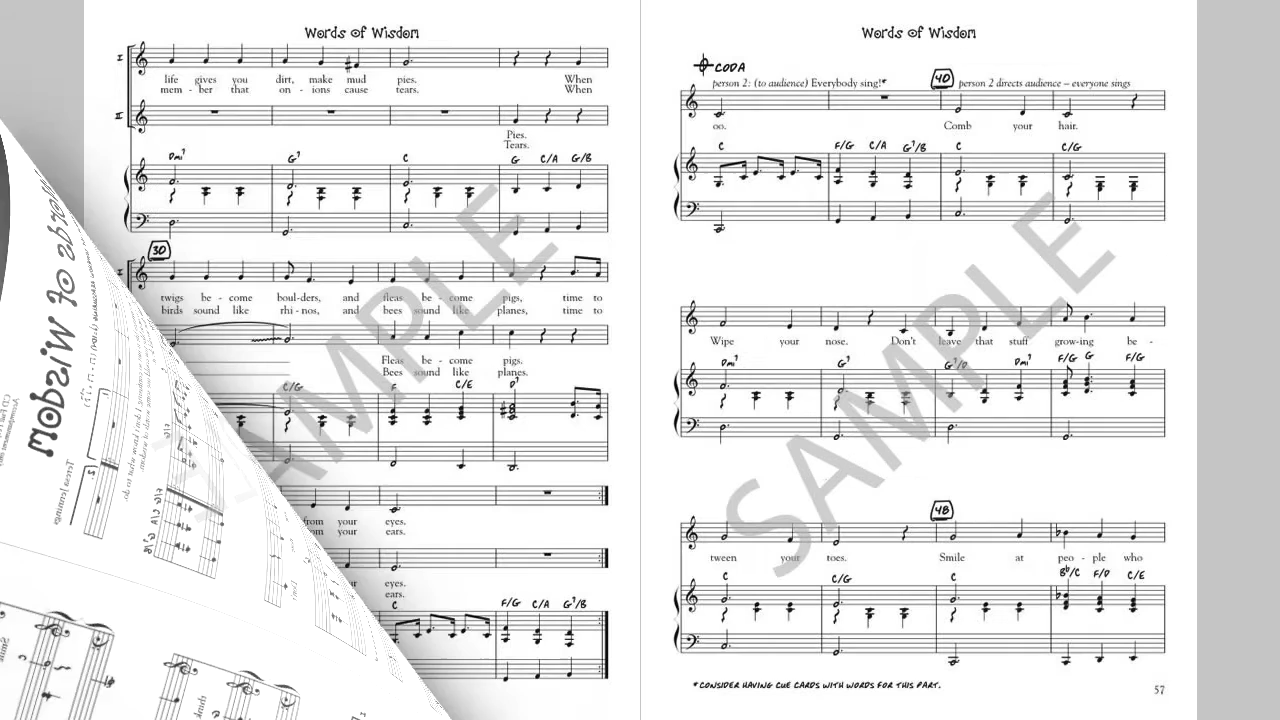 Words of Wisdom
life gives you dirt, make mud pies. When
mem - ber that on - ions cause tears. When
Pies.
Tears.
Dmi7 G7 C G C/A G/B
30
twigs be - come boul-ders, and fleas be - come pigs, time to
birds sound like rhi - nos, and bees sound like planes, time to
Fleas be - come pigs.
Bees sound like planes.
C/G F C/E D7
from your eyes.
your ears.
your eyes.
ears.
C F/G C/A G7/B
Words of Wisdom
CODA
person 2: (to audience) Everybody sing!*
40
person 2 directs audience – everyone sings
oo. Comb your hair.
C F/G C/A G7/B C C/G
Wipe your nose. Don't leave that stuff grow-ing be -
Dmi7 G7 G7/D Dmi7 F/G G F/G
48
tween your toes. Smile at peo - ple who
C C/G C Bb/C F/D C/E
*CONSIDER HAVING CUE CARDS WITH WORDS FOR THIS PART.
57
SAMPLE
SAMPLE
Words of Wisdom